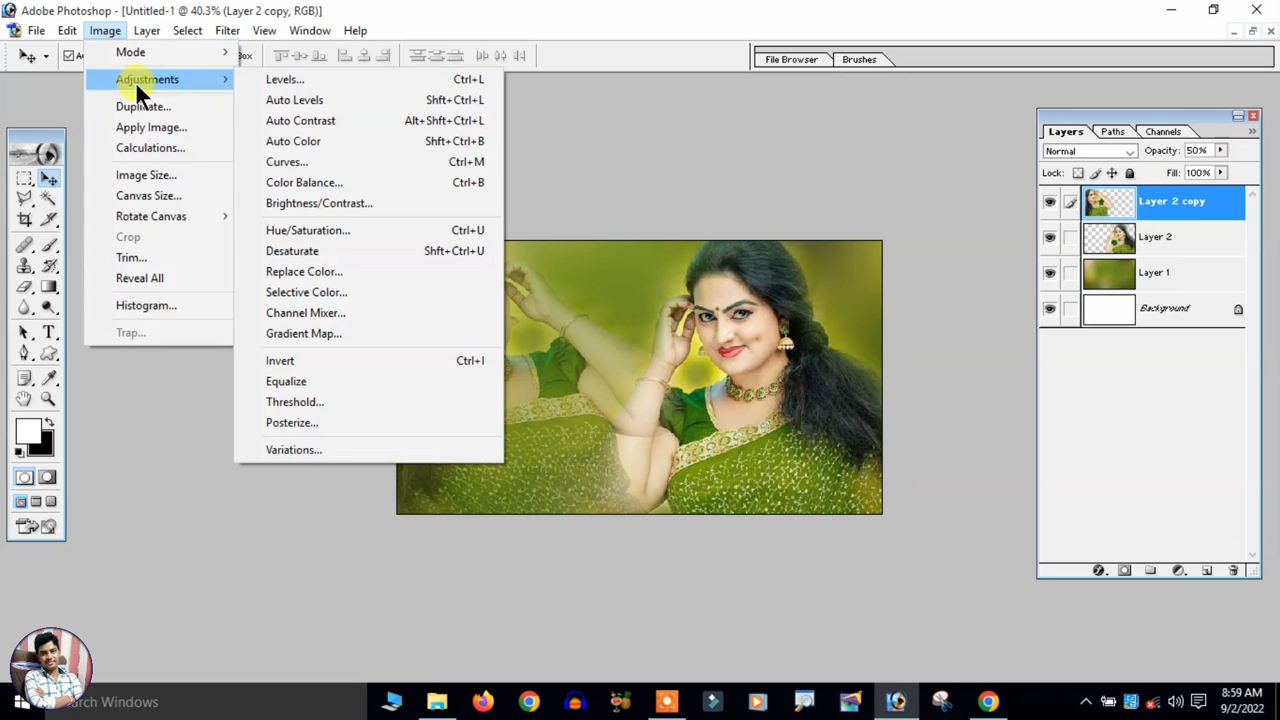 Adobe Photoshop - [Untitled-1 @ 40.3% (Layer 2 copy, RGB)]
File Edit Image Layer Select Filter View Window Help
Mode
Adjustments
Duplicate...
Apply Image...
Calculations...
Image Size...
Canvas Size...
Rotate Canvas
Crop
Trim...
Reveal All
Histogram...
Trap...
Levels... Ctrl+L
Auto Levels Shft+Ctrl+L
Auto Contrast Alt+Shft+Ctrl+L
Auto Color Shft+Ctrl+B
Curves... Ctrl+M
Color Balance... Ctrl+B
Brightness/Contrast...
Hue/Saturation... Ctrl+U
Desaturate Shft+Ctrl+U
Replace Color...
Selective Color...
Channel Mixer...
Gradient Map...
Invert Ctrl+I
Equalize
Threshold...
Posterize...
Variations...
File Browser Brushes
Layers Paths Channels
Normal Opacity: 50%
Lock: Fill: 100%
Layer 2 copy
Layer 2
Layer 1
Background
Search Windows
8:59 AM
9/2/2022